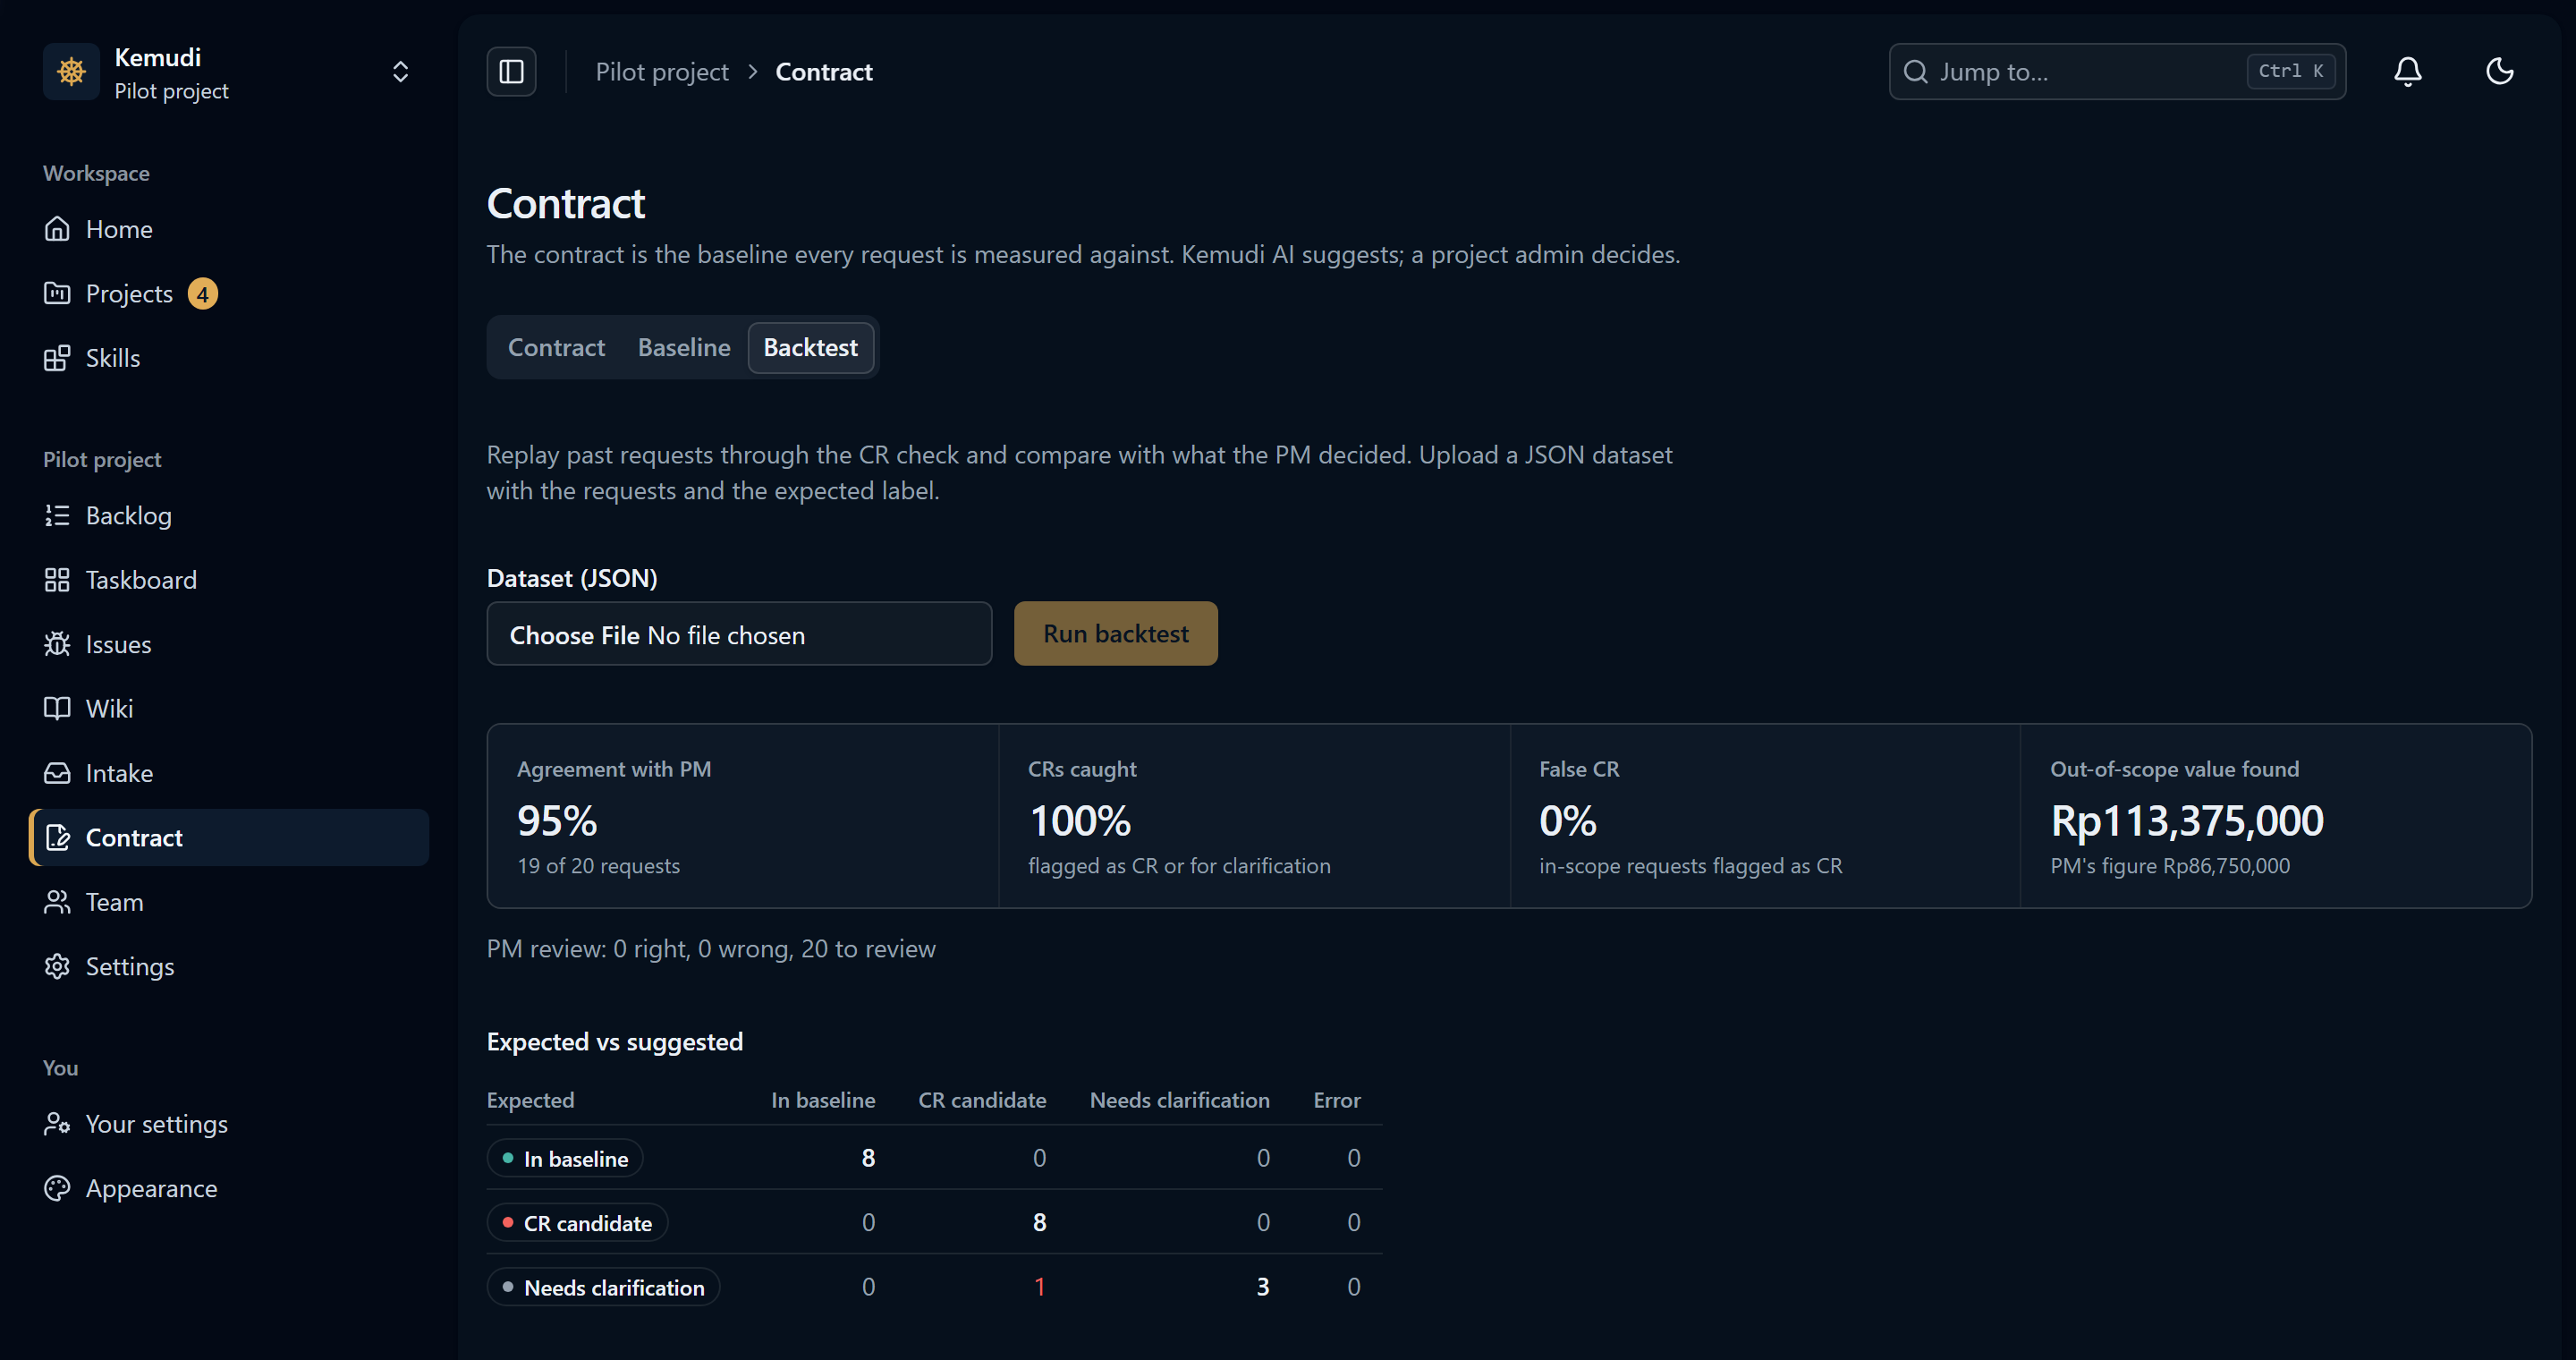 Kemudi
Pilot project
Workspace
Home
Projects 4
Skills
Pilot project
Backlog
Taskboard
Issues
Wiki
Intake
Contract
Team
Settings
You
Your settings
Appearance
Pilot project > Contract
Jump to... Ctrl K
Contract
The contract is the baseline every request is measured against. Kemudi AI suggests; a project admin decides.
Contract Baseline Backtest
Replay past requests through the CR check and compare with what the PM decided. Upload a JSON dataset
with the requests and the expected label.
Dataset (JSON)
Choose File No file chosen Run backtest
Agreement with PM
95%
19 of 20 requests
CRs caught
100%
flagged as CR or for clarification
False CR
0%
in-scope requests flagged as CR
Out-of-scope value found
Rp113,375,000
PM's figure Rp86,750,000
PM review: 0 right, 0 wrong, 20 to review
Expected vs suggested
Expected In baseline CR candidate Needs clarification Error
In baseline 8 0 0 0
CR candidate 0 8 0 0
Needs clarification 0 1 3 0